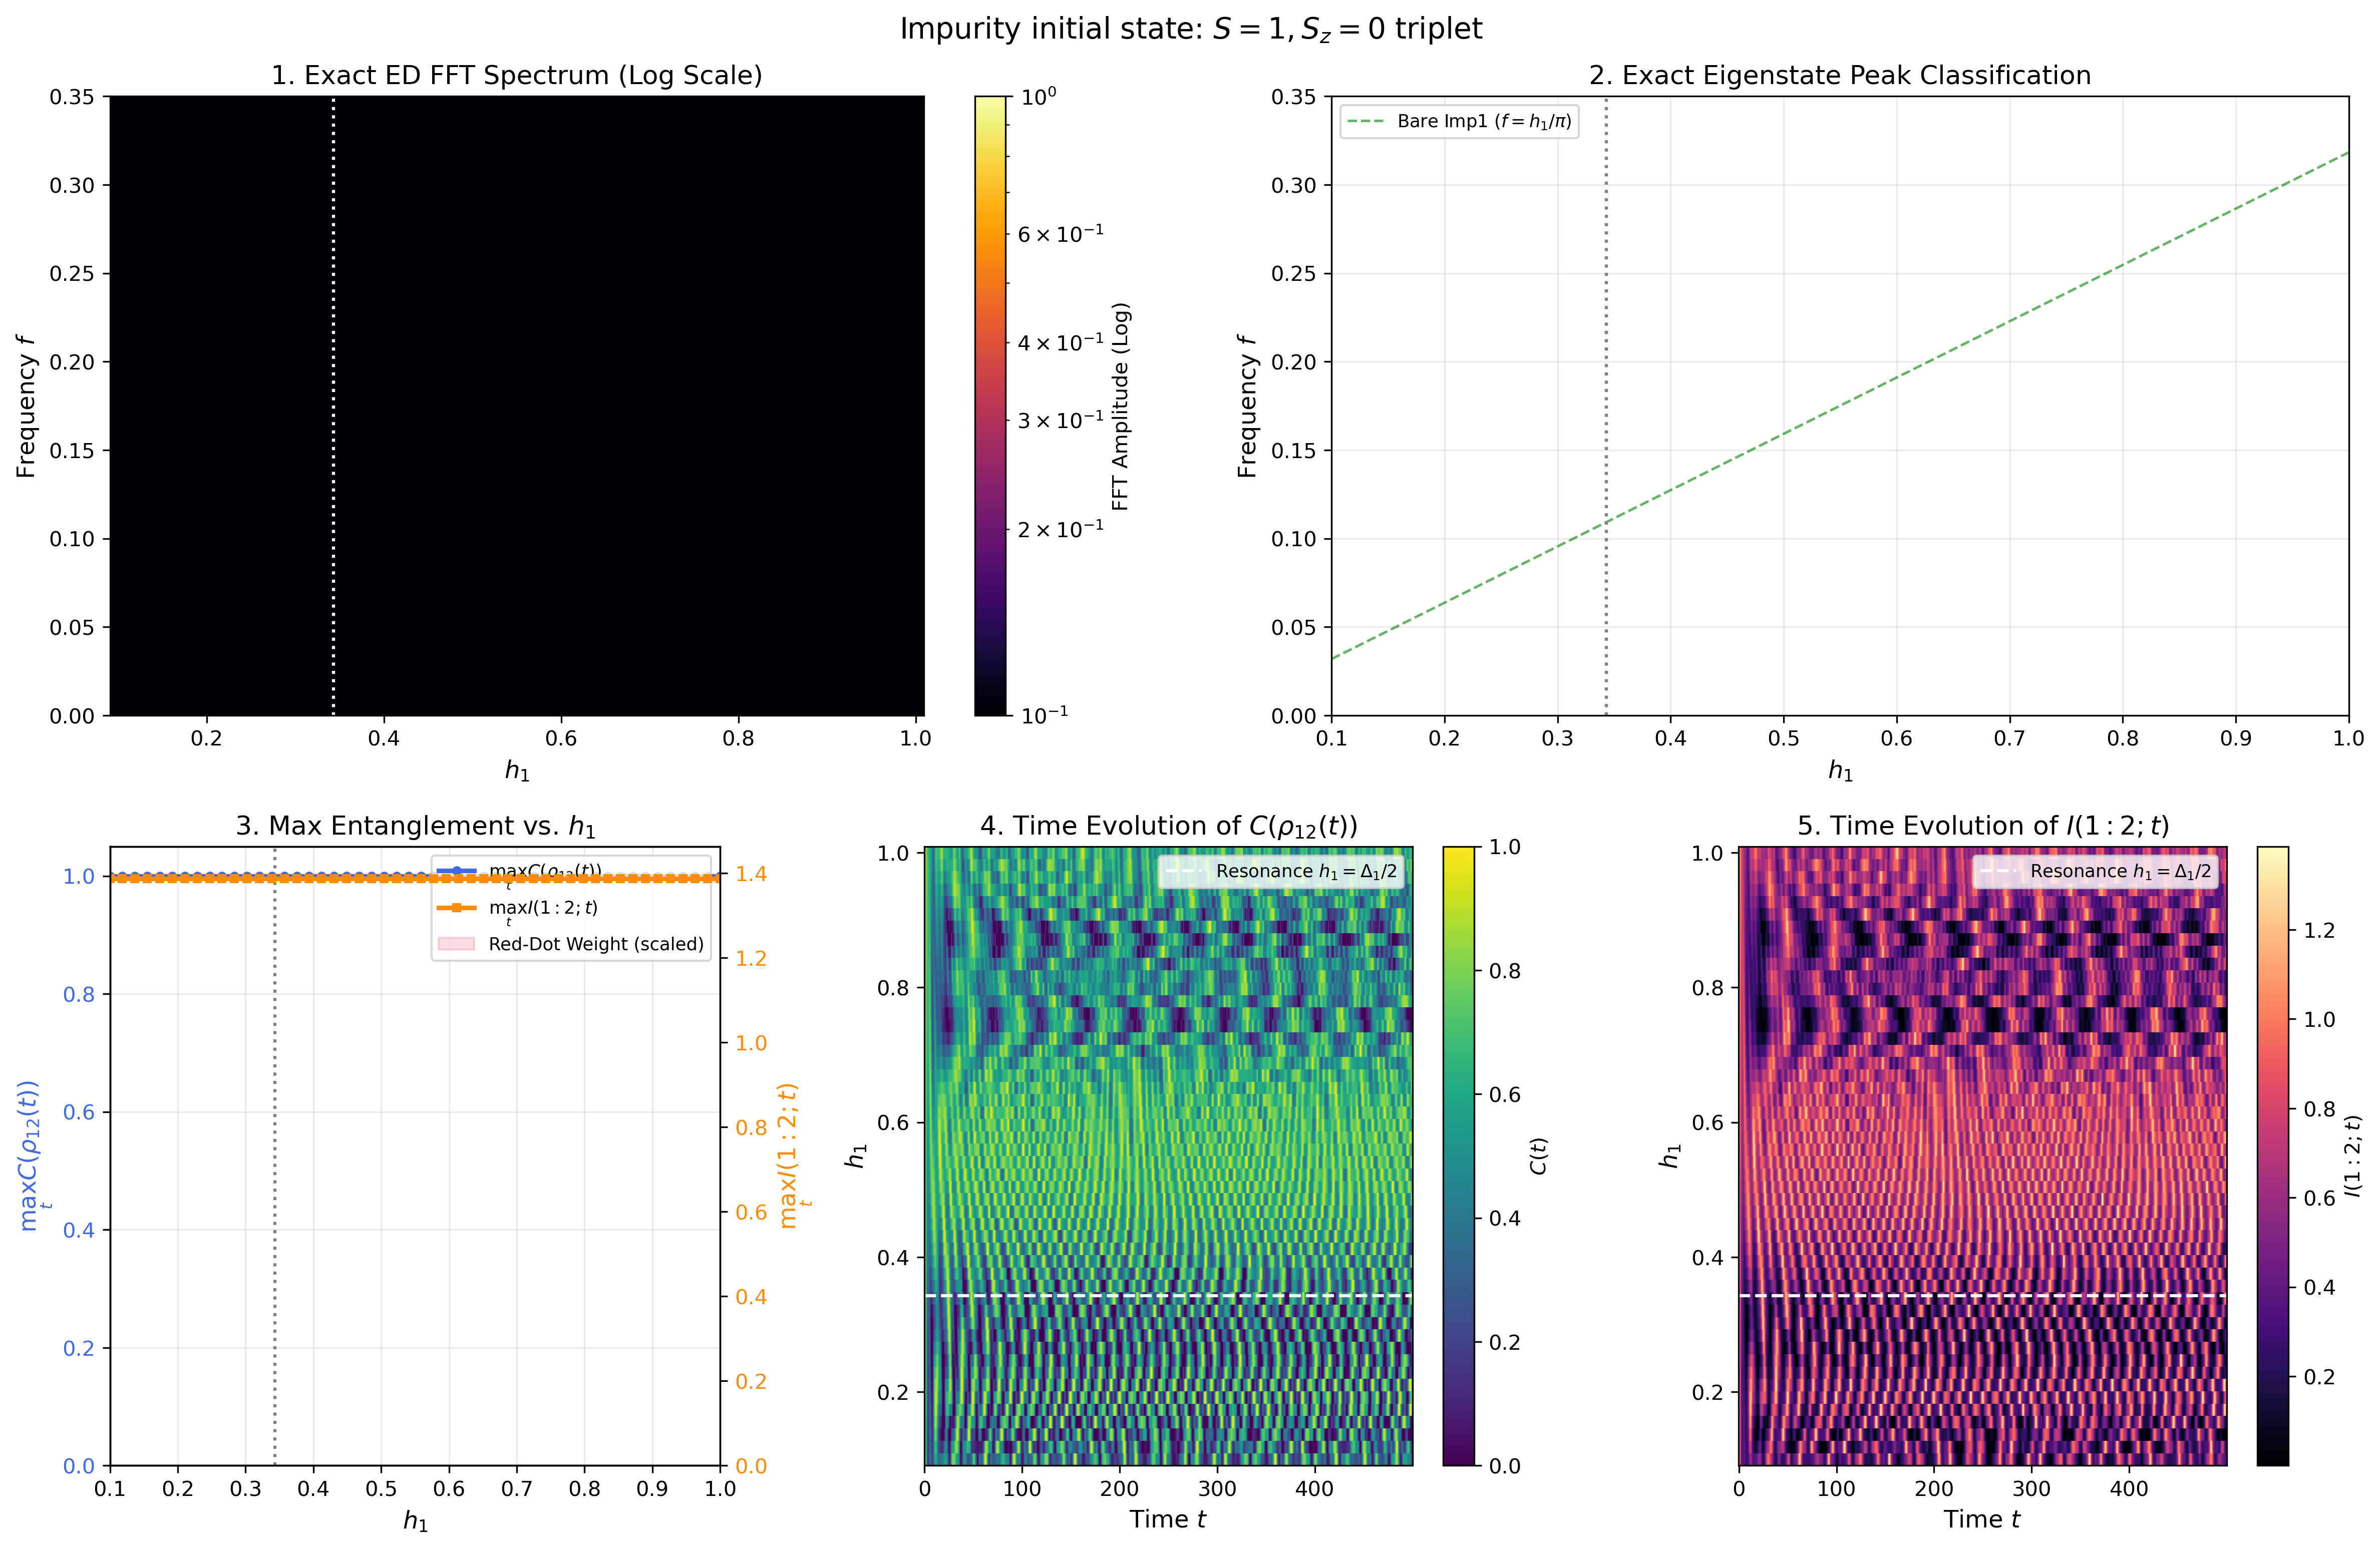 Impurity initial state: S = 1, S_z = 0 triplet
1. Exact ED FFT Spectrum (Log Scale)
0.35
0.30
0.25
0.20
0.15
0.10
0.05
0.00
Frequency f
0.2 0.4 0.6 0.8 1.0
h_1
10^0
6 × 10^-1
4 × 10^-1
3 × 10^-1
2 × 10^-1
10^-1
FFT Amplitude (Log)
2. Exact Eigenstate Peak Classification
Bare Imp1 (f = h_1/π)
0.35
0.30
0.25
0.20
0.15
0.10
0.05
0.00
Frequency f
0.1 0.2 0.3 0.4 0.5 0.6 0.7 0.8 0.9 1.0
h_1
3. Max Entanglement vs. h_1
max_t C(ρ_12(t))
max_t I(1 : 2; t)
Red-Dot Weight (scaled)
1.0
0.8
0.6
0.4
0.2
0.0
max_t C(ρ_12(t))
0.1 0.2 0.3 0.4 0.5 0.6 0.7 0.8 0.9 1.0
h_1
1.4
1.2
1.0
0.8
0.6
0.4
0.2
0.0
max_t I(1 : 2; t)
4. Time Evolution of C(ρ_12(t))
Resonance h_1 = Δ_1/2
1.0
0.8
0.6
0.4
0.2
h_1
0 100 200 300 400
Time t
1.0
0.8
0.6
0.4
0.2
0.0
C(t)
5. Time Evolution of I(1 : 2; t)
Resonance h_1 = Δ_1/2
1.0
0.8
0.6
0.4
0.2
h_1
0 100 200 300 400
Time t
1.2
1.0
0.8
0.6
0.4
0.2
I(1 : 2; t)